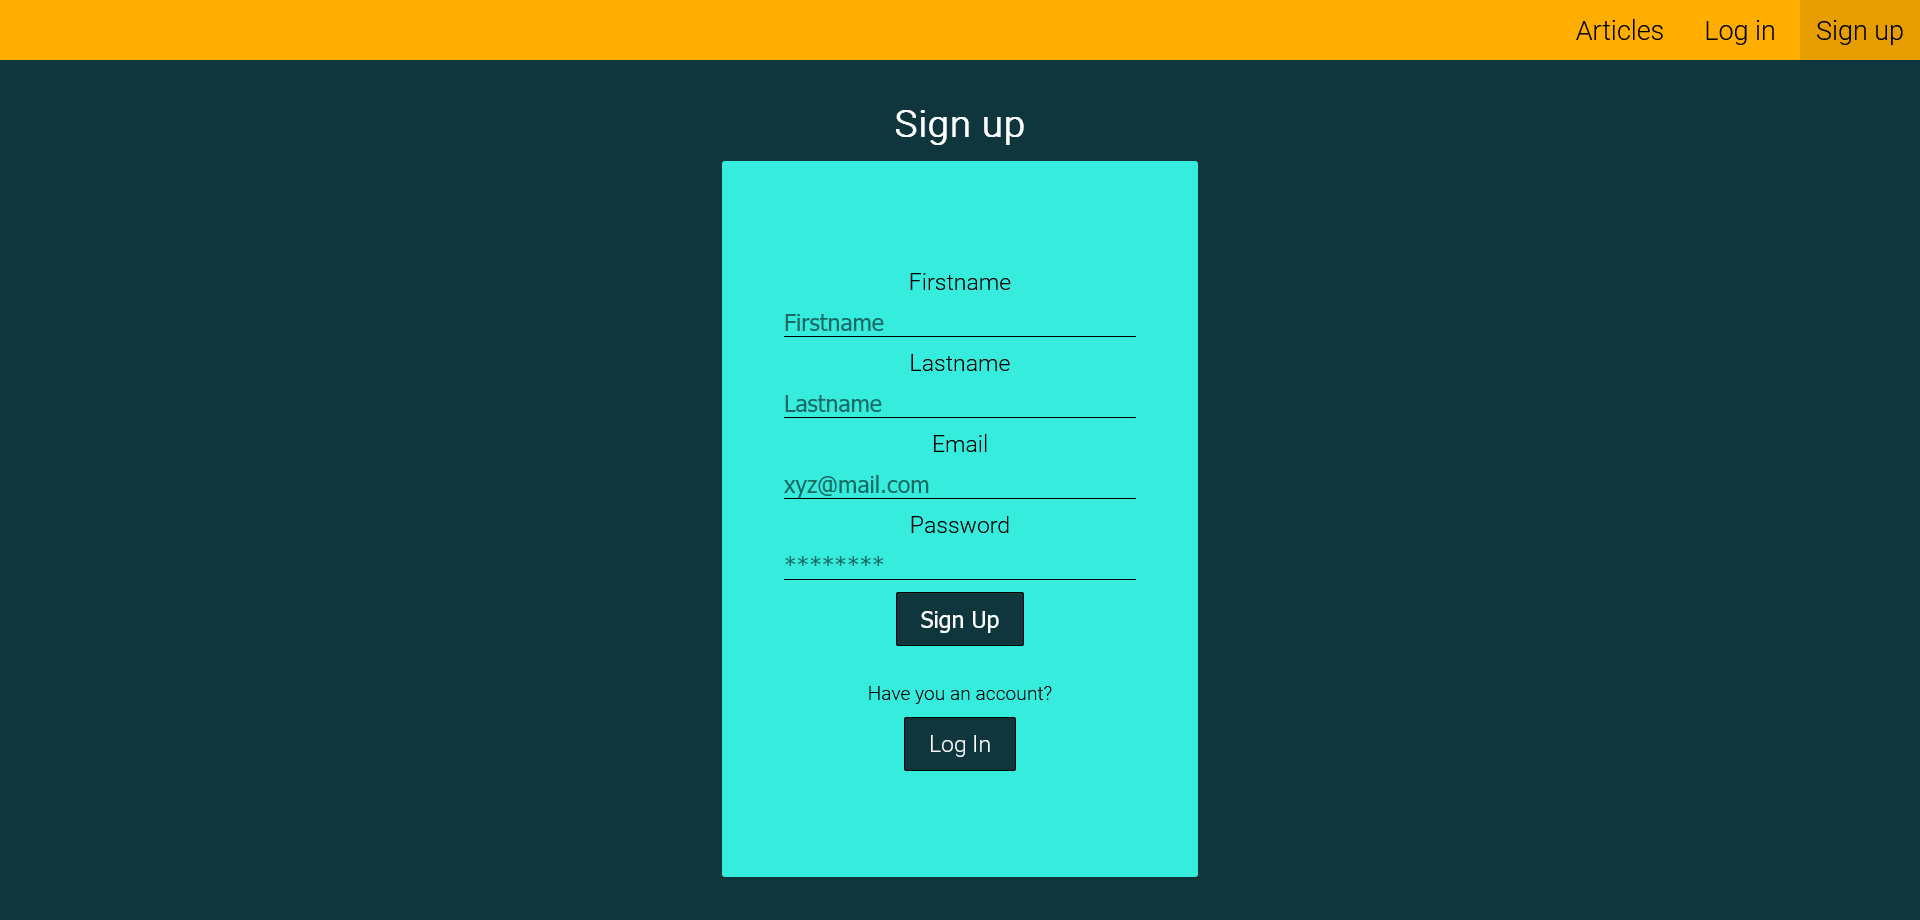 Articles Log in Sign up
Sign up
Firstname
Firstname
Lastname
Lastname
Email
xyz@mail.com
Password
********
Sign Up
Have you an account?
Log In